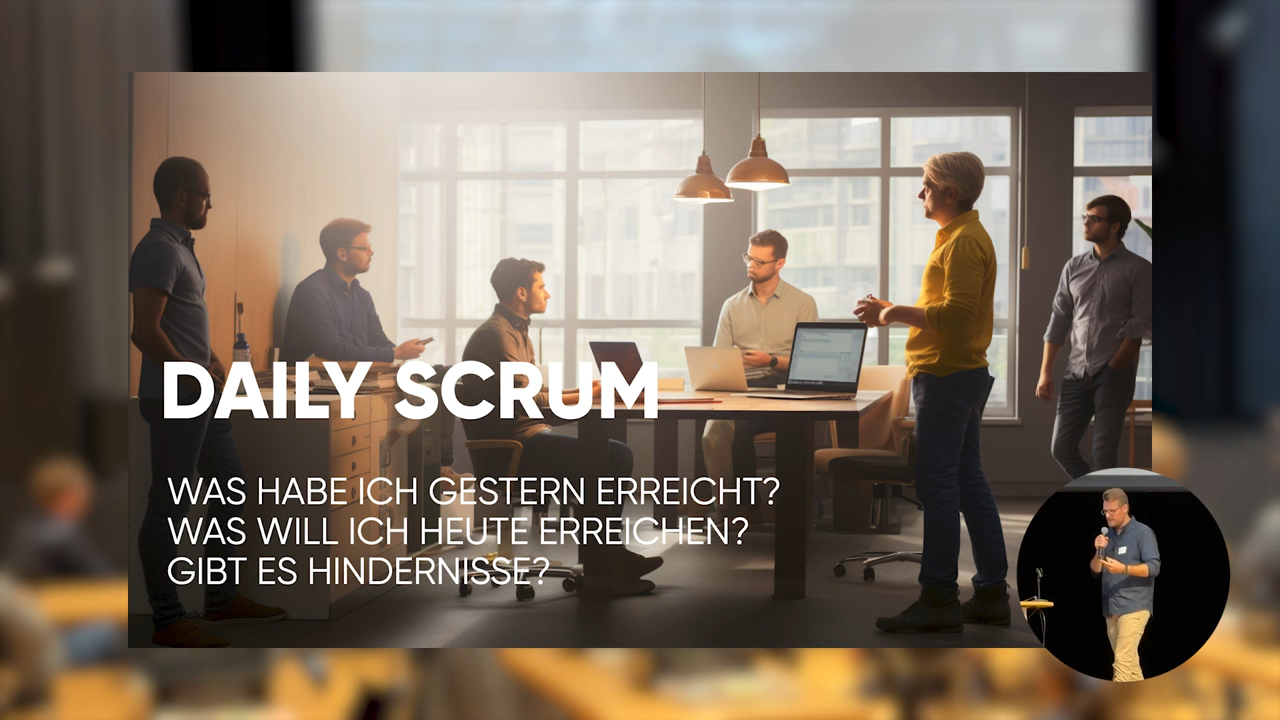 DAILY SCRUM
WAS HABE ICH GESTERN ERREICHT?
WAS WILL ICH HEUTE ERREICHEN?
GIBT ES HINDERNISSE?